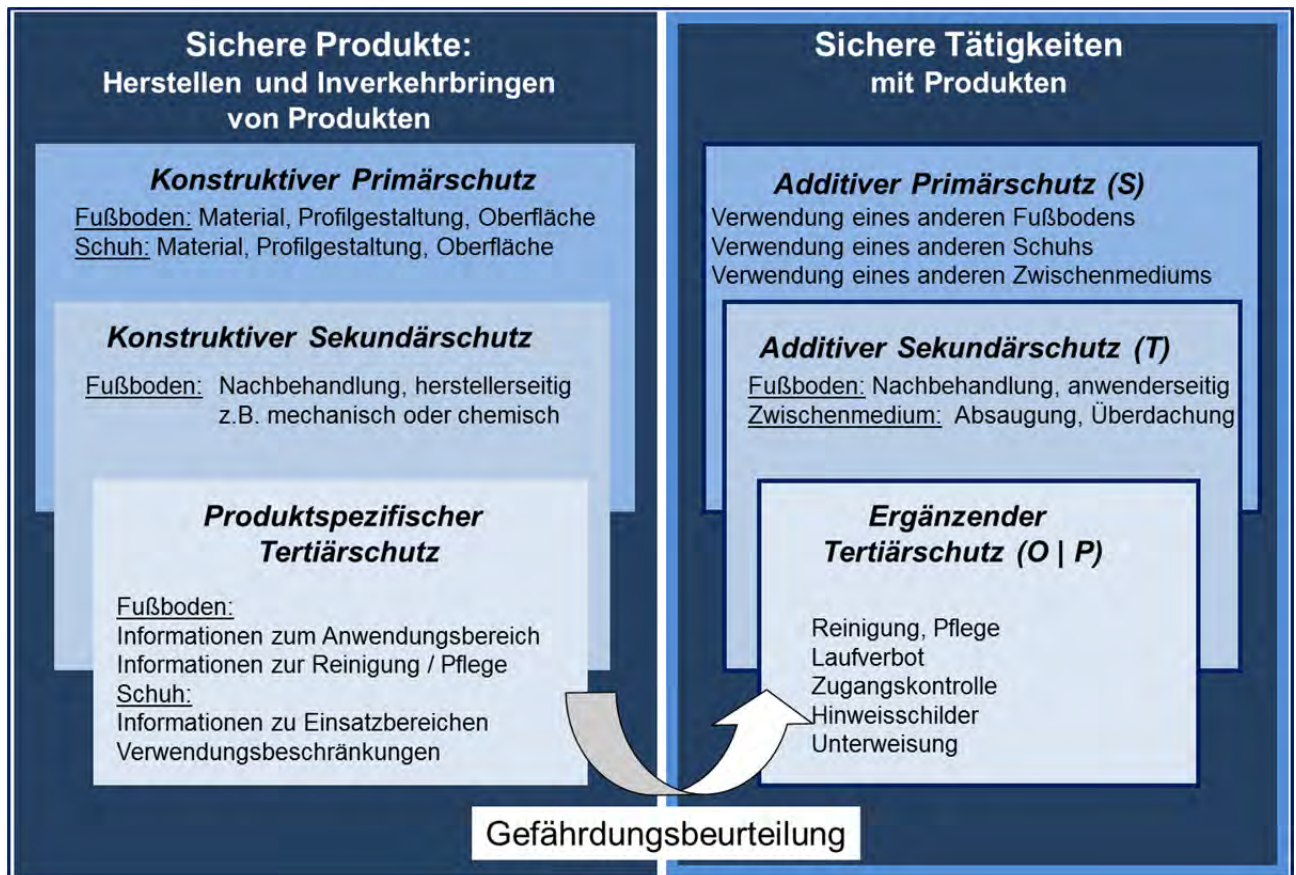 Sichere Produkte:
Herstellen und Inverkehrbringen
von Produkten
Konstruktiver Primärschutz
Fußboden: Material, Profilgestaltung, Oberfläche
Schuh: Material, Profilgestaltung, Oberfläche
Konstruktiver Sekundärschutz
Fußboden: Nachbehandlung, herstellerseitig
z.B. mechanisch oder chemisch
Produktspezifischer
Tertiärschutz
Fußboden:
Informationen zum Anwendungsbereich
Informationen zur Reinigung / Pflege
Schuh:
Informationen zu Einsatzbereichen
Verwendungsbeschränkungen
Sichere Tätigkeiten
mit Produkten
Additiver Primärschutz (S)
Verwendung eines anderen Fußbodens
Verwendung eines anderen Schuhs
Verwendung eines anderen Zwischenmediums
Additiver Sekundärschutz (T)
Fußboden: Nachbehandlung, anwenderseitig
Zwischenmedium: Absaugung, Überdachung
Ergänzender
Tertiärschutz (O | P)
Reinigung, Pflege
Laufverbot
Zugangskontrolle
Hinweisschilder
Unterweisung
Gefährdungsbeurteilung